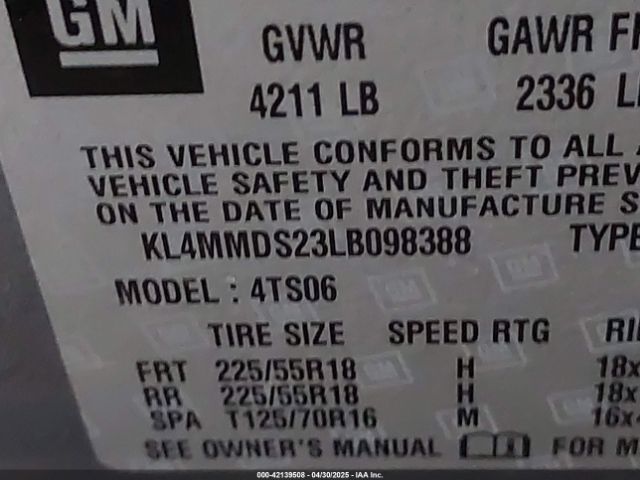 GM
GVWR GAWR FR
4211 LB 2336 L
THIS VEHICLE CONFORMS TO ALL A
VEHICLE SAFETY AND THEFT PREV
ON THE DATE OF MANUFACTURE S
KL4MMDS23LB098388 TYPE
MODEL : 4TS06
TIRE SIZE SPEED RTG RI
FRT 225/55R18 H 18x
RR 225/55R18 H 18x
SPA T125/70R16 M 16x
SEE OWNER'S MANUAL FOR M
000-42139508 - 04/30/2025 - IAA Inc.